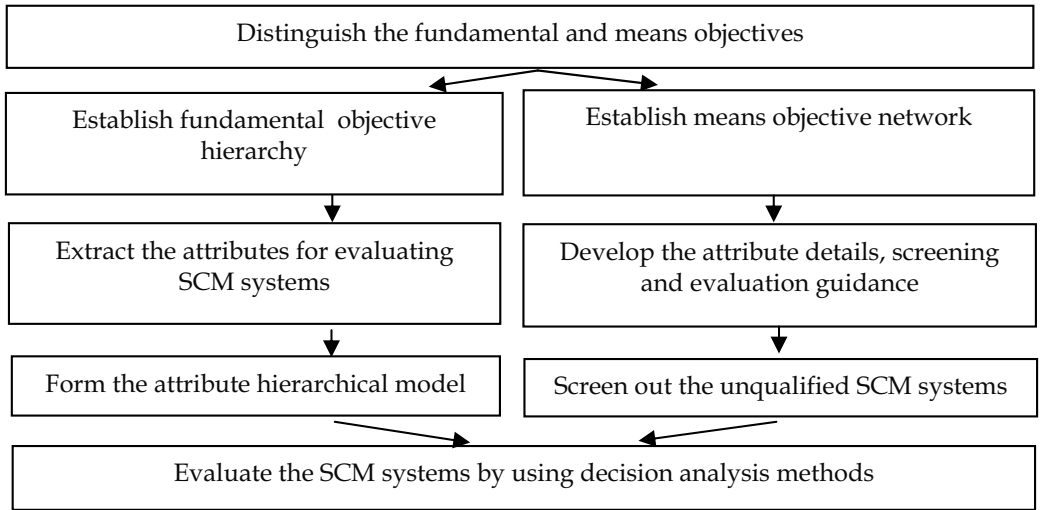 Distinguish the fundamental and means objectives
Establish fundamental objective
hierarchy
Establish means objective network
Extract the attributes for evaluating
SCM systems
Develop the attribute details, screening
and evaluation guidance
Form the attribute hierarchical model
Screen out the unqualified SCM systems
Evaluate the SCM systems by using decision analysis methods